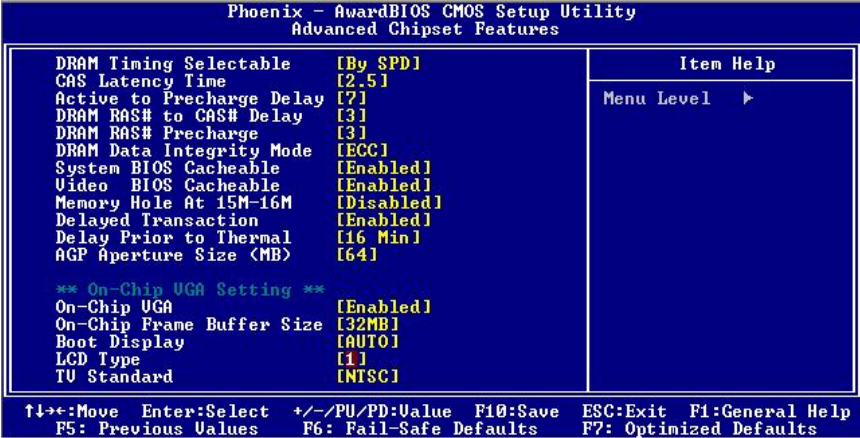 Phoenix - AwardBIOS CMOS Setup Utility
Advanced Chipset Features
DRAM Timing Selectable [By SPD]
CAS Latency Time [2.5]
Active to Precharge Delay [7]
DRAM RAS# to CAS# Delay [3]
DRAM RAS# Precharge [3]
DRAM Data Integrity Mode [ECC]
System BIOS Cacheable [Enabled]
Video BIOS Cacheable [Enabled]
Memory Hole At 15M-16M [Disabled]
Delayed Transaction [Enabled]
Delay Prior to Thermal [16 Min]
AGP Aperture Size (MB) [64]
** On-Chip VGA Setting **
On-Chip VGA [Enabled]
On-Chip Frame Buffer Size [32MB]
Boot Display [AUTO]
LCD Type [1]
TV Standard [NTSC]
Item Help
Menu Level ►
↑↓→←:Move Enter:Select +/-/PU/PD:Value F10:Save ESC:Exit F1:General Help
F5: Previous Values F6: Fail-Safe Defaults F7: Optimized Defaults